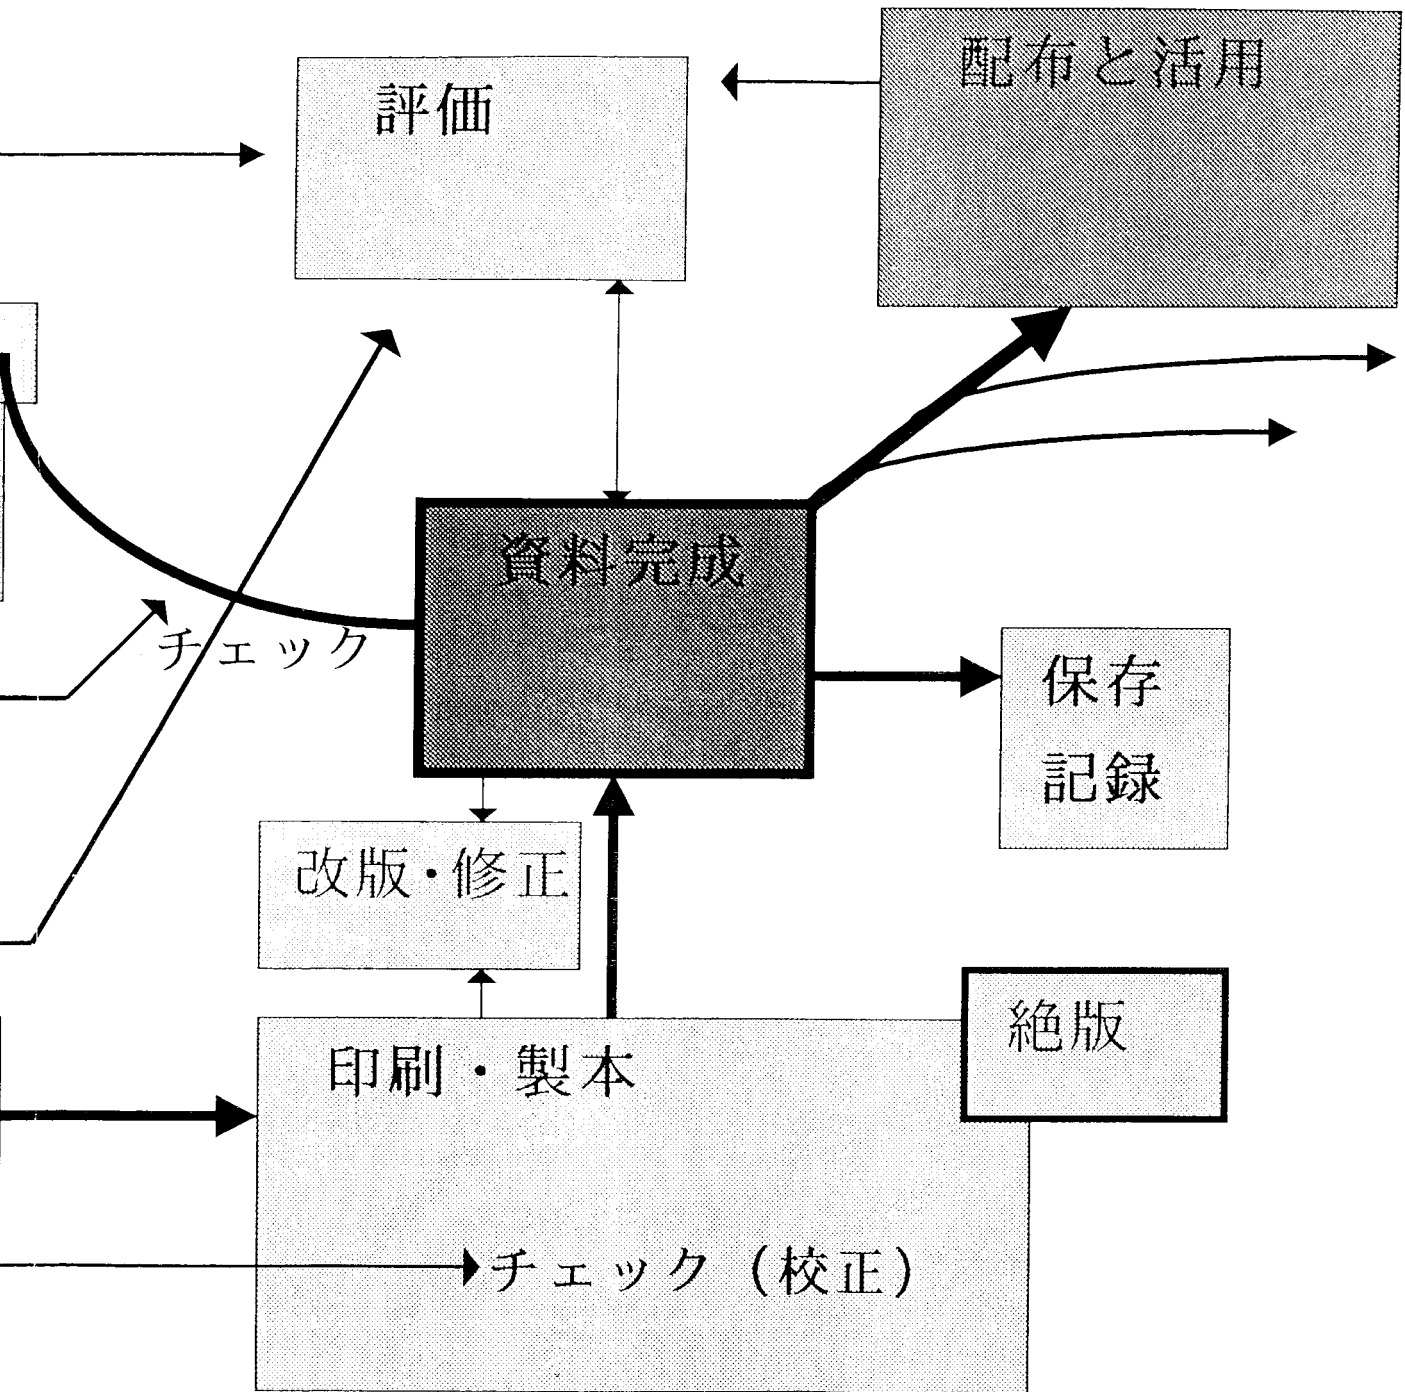 配布と活用
評価
資料完成
チェック
保存
記録
改版・修正
絶版
印刷・製本
チェック（校正）